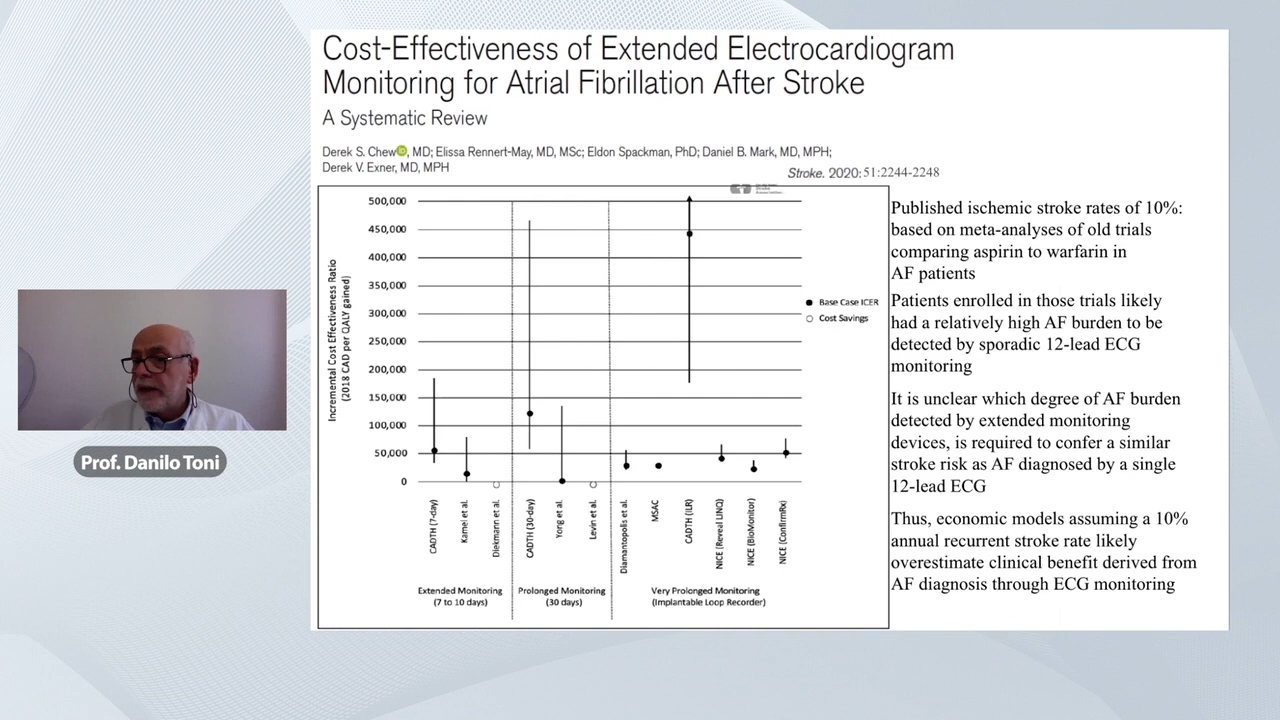 Cost-Effectiveness of Extended Electrocardiogram
Monitoring for Atrial Fibrillation After Stroke
A Systematic Review
Derek S. Chew, MD; Elissa Rennert-May, MD, MSc; Eldon Spackman, PhD; Daniel B. Mark, MD, MPH;
Derek V. Exner, MD, MPH
Stroke. 2020; 51:2244-2248
Incremental Cost Effectiveness Ratio
(2018 CAD per QALY gained)
500,000
450,000
400,000
350,000
300,000
250,000
200,000
150,000
100,000
50,000
0
Base Case ICER
Cost Savings
CADTH (7-day)
Kamel et al.
Diekmann et al.
CADTH (30-day)
Yong et al.
Levin et al.
Diamantopolis et al.
MSAC
CADTH (ILR)
NICE (Reveal LINQ)
NICE (BioMonitor)
NICE (ConfirmRx)
Extended Monitoring
(7 to 10 days)
Prolonged Monitoring
(30 days)
Very Prolonged Monitoring
(Implantable Loop Recorder)
Published ischemic stroke rates of 10%:
based on meta-analyses of old trials
comparing aspirin to warfarin in
AF patients
Patients enrolled in those trials likely
had a relatively high AF burden to be
detected by sporadic 12-lead ECG
monitoring
It is unclear which degree of AF burden
detected by extended monitoring
devices, is required to confer a similar
stroke risk as AF diagnosed by a single
12-lead ECG
Thus, economic models assuming a 10%
annual recurrent stroke rate likely
overestimate clinical benefit derived from
AF diagnosis through ECG monitoring
Prof. Danilo Toni